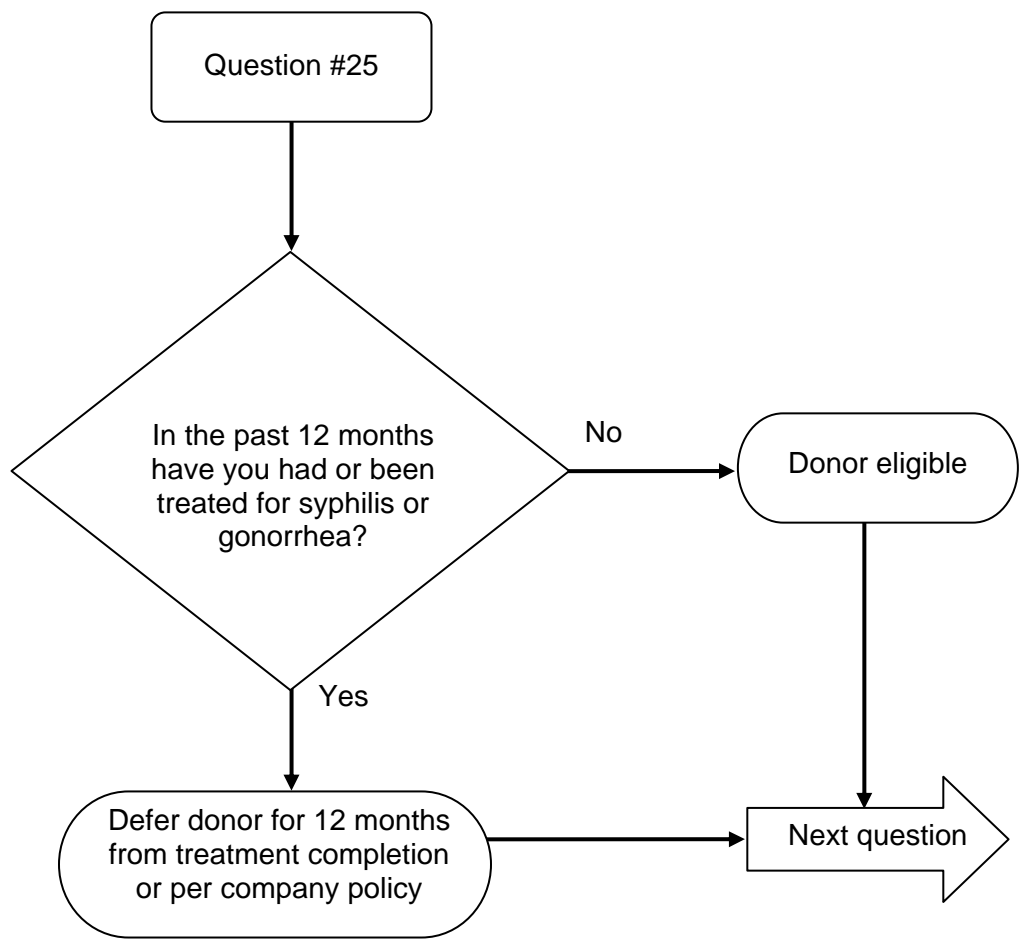 Question #25
In the past 12 months
have you had or been
treated for syphilis or
gonorrhea?
No
Donor eligible
Yes
Defer donor for 12 months
from treatment completion
or per company policy
Next question